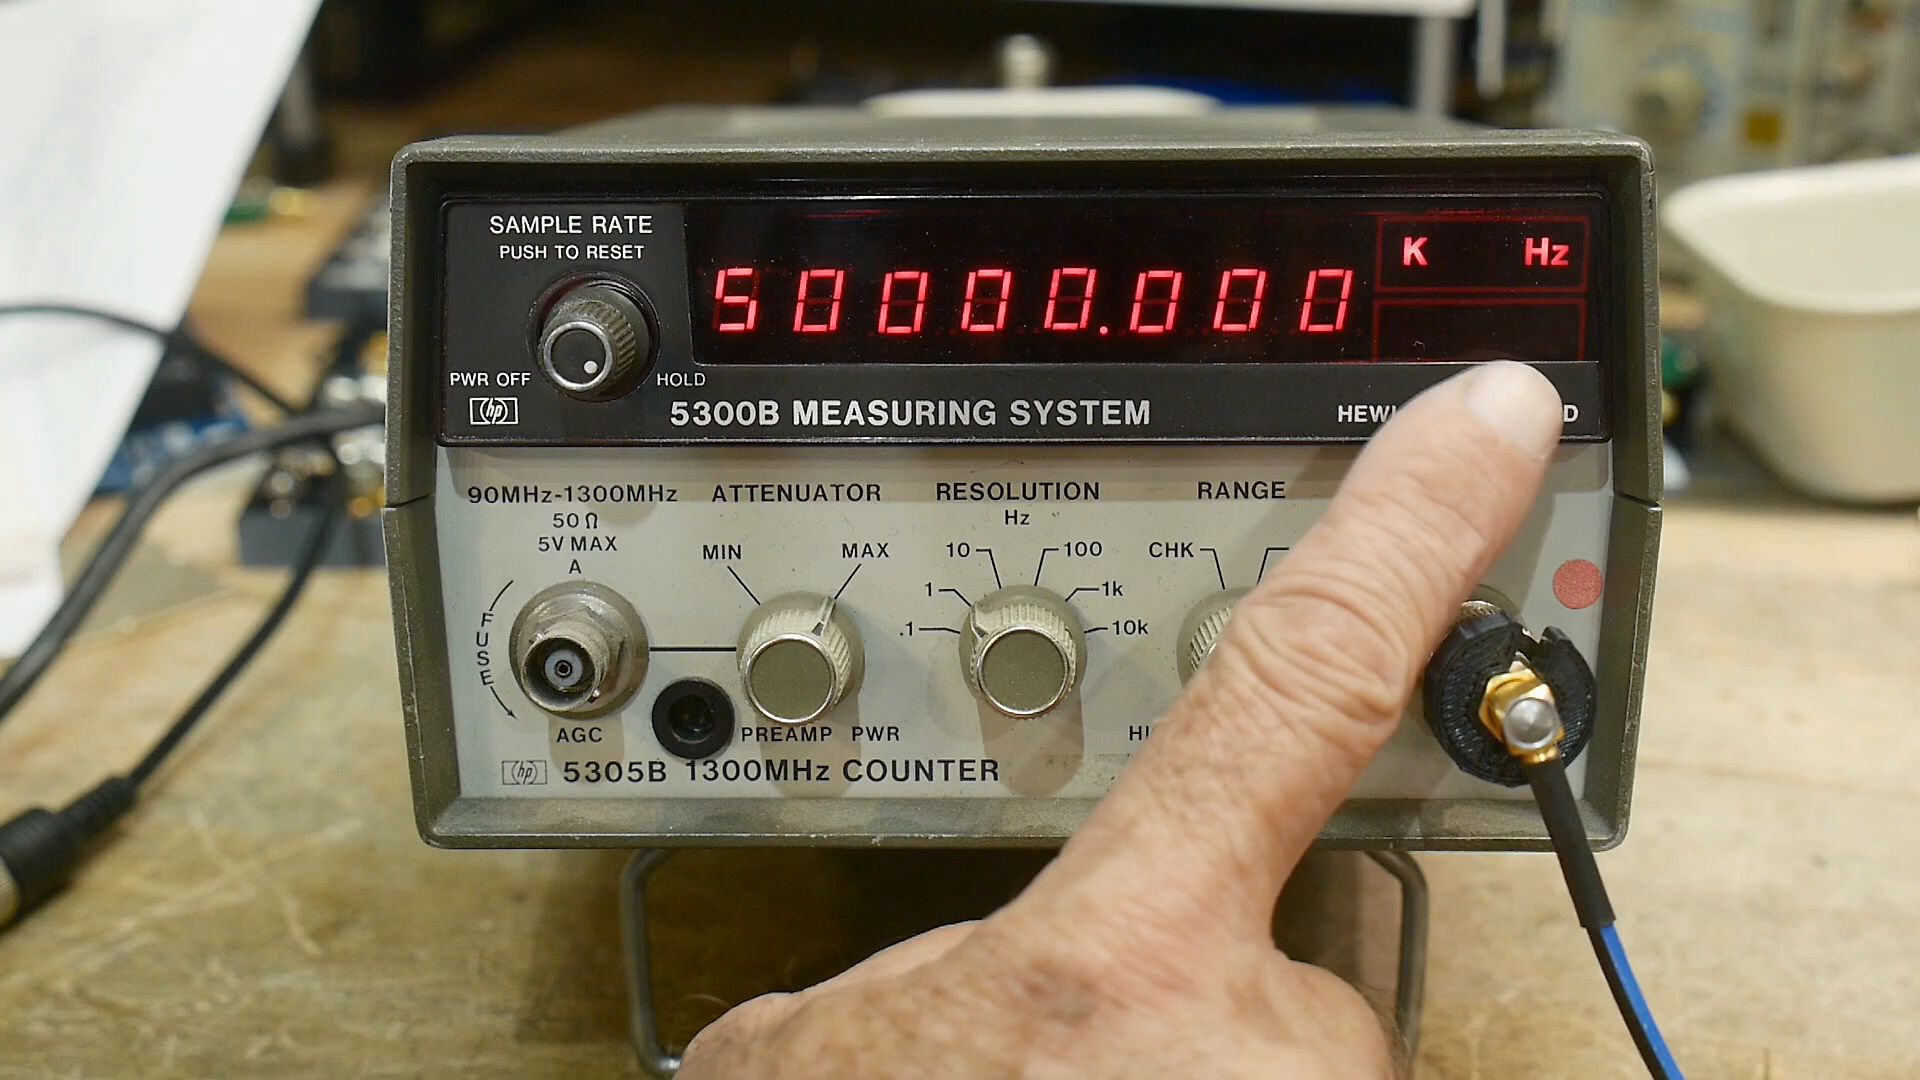 SAMPLE RATE
PUSH TO RESET
50000.000
K Hz
PWR OFF
HOLD
hp
5300B MEASURING SYSTEM
90MHz-1300MHz
50 Ω
5V MAX
A
FUSE
AGC
ATTENUATOR
MIN
MAX
PREAMP PWR
RESOLUTION
Hz
.1
1
10
100
1k
10k
RANGE
CHK
hp 5305B 1300MHz COUNTER